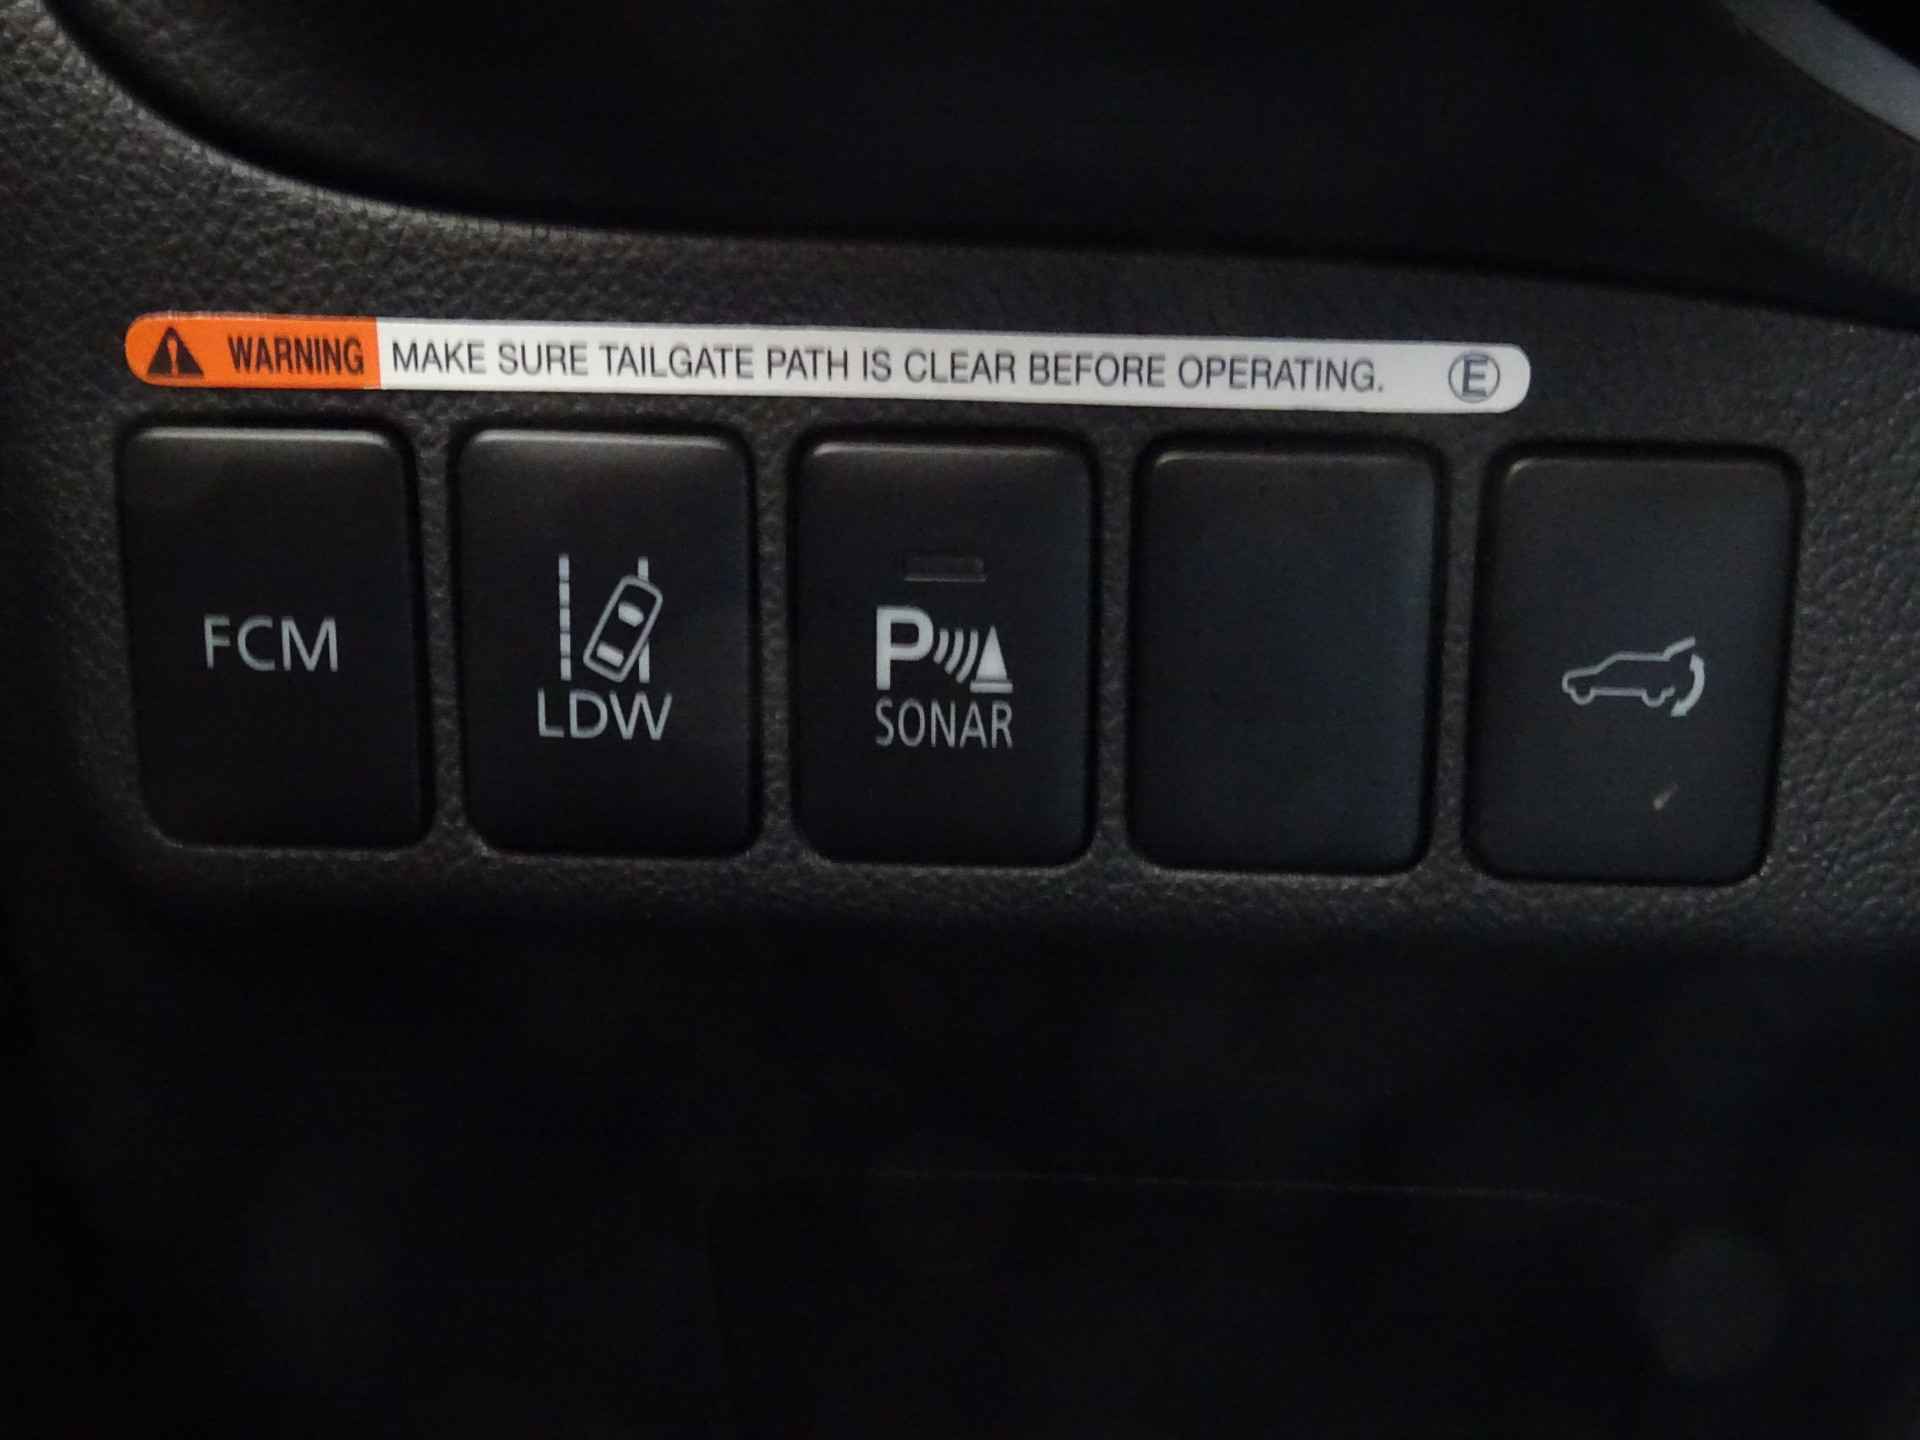 WARNING MAKE SURE TAILGATE PATH IS CLEAR BEFORE OPERATING. E
FCM
LDW
P
SONAR